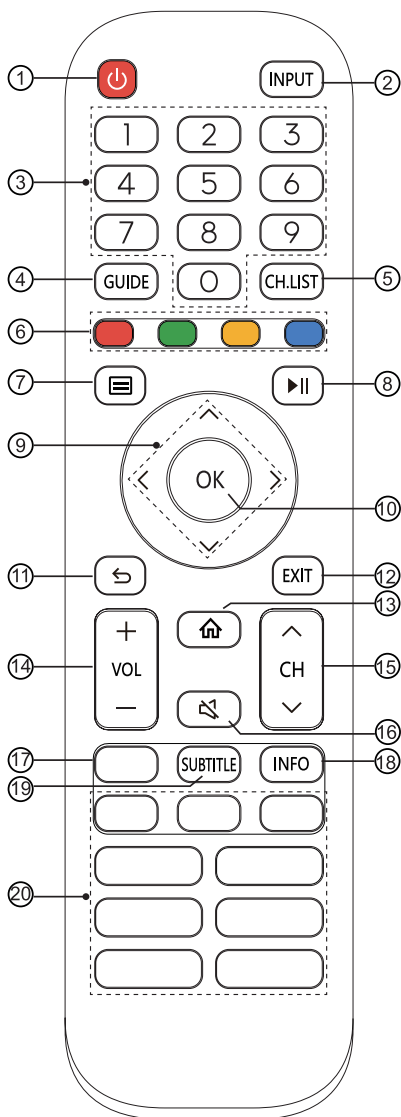 ① INPUT ②
1 2 3
③ 4 5 6
7 8 9
④ GUIDE 0 CH.LIST ⑤
⑥
⑦ ⑧
⑨
OK
⑩
⑪ EXIT ⑫
⑬
+
⑭ VOL CH ⑮
—
⑯
⑰ SUBTITLE INFO ⑱
⑲
⑳